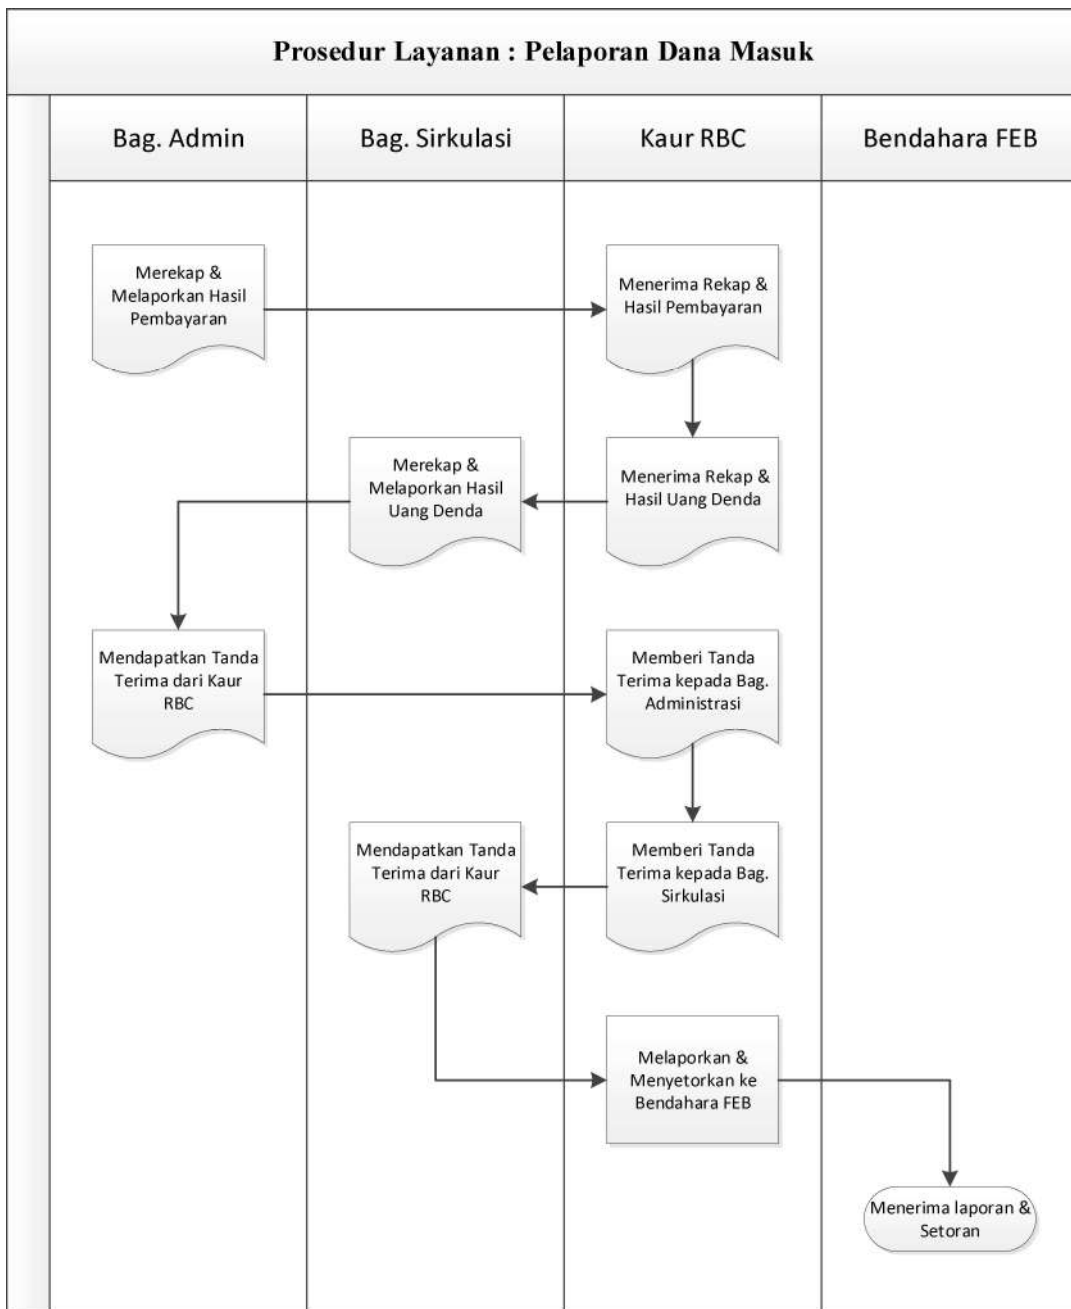 Prosedur Layanan : Pelaporan Dana Masuk
Bag. Admin
Bag. Sirkulasi
Kaur RBC
Bendahara FEB
Merekap &
Melaporkan Hasil
Pembayaran
Menerima Rekap &
Hasil Pembayaran
Merekap &
Melaporkan Hasil
Uang Denda
Menerima Rekap &
Hasil Uang Denda
Mendapatkan Tanda
Terima dari Kaur
RBC
Memberi Tanda
Terima kepada Bag.
Administrasi
Mendapatkan Tanda
Terima dari Kaur
RBC
Memberi Tanda
Terima kepada Bag.
Sirkulasi
Melaporkan &
Menyetorkan ke
Bendahara FEB
Menerima laporan &
Setoran